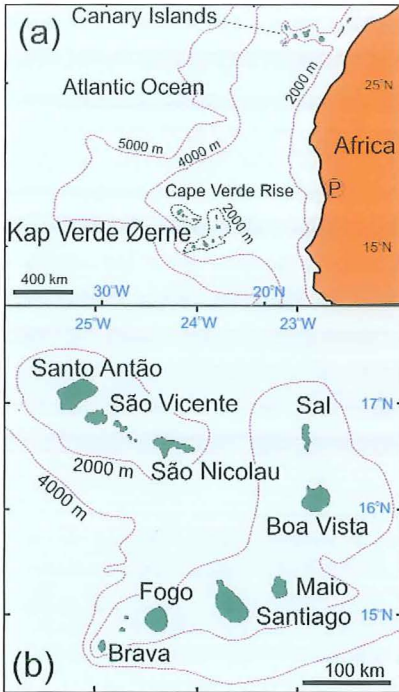 (a)
Canary Islands
Atlantic Ocean
2000 m
25°N
5000 m
4000 m
Africa
P
Cape Verde Rise
2000 m
Kap Verde Øerne
15°N
400 km
30°W
20°N
25°W
24°W
23°W
Santo Antão
São Vicente
Sal
17°N
2000 m
São Nicolau
4000 m
16°N
Boa Vista
Fogo
Maio
Santiago
15°N
Brava
(b)
100 km